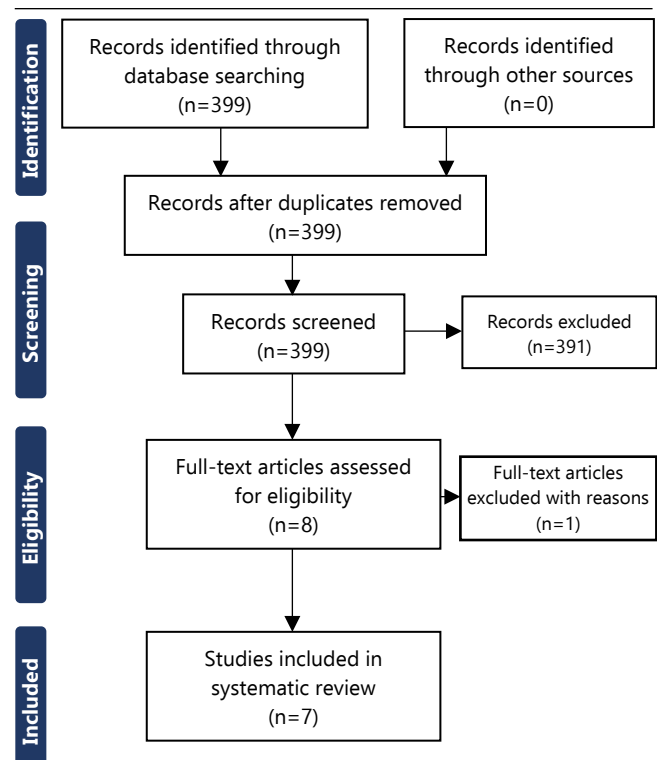 Identification
Records identified through
database searching
(n=399)
Records identified
through other sources
(n=0)
Records after duplicates removed
(n=399)
Screening
Records screened
(n=399)
Records excluded
(n=391)
Eligibility
Full-text articles assessed
for eligibility
(n=8)
Full-text articles
excluded with reasons
(n=1)
Included
Studies included in
systematic review
(n=7)